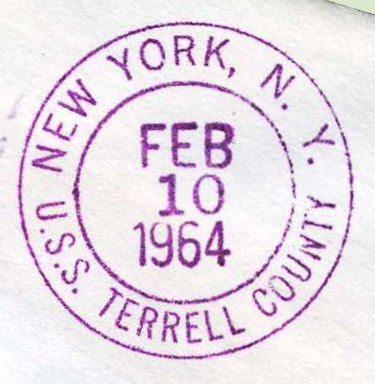 NEW YORK, N. Y.
FEB
10
1964
U.S.S. TERRELL COUNTY